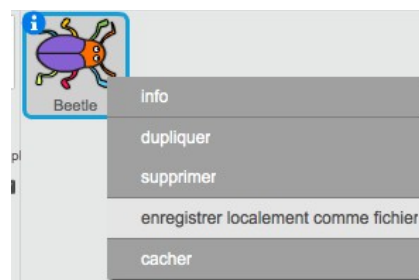 i
Beetle
info
dupliquer
supprimer
enregistrer localement comme fichier
cacher